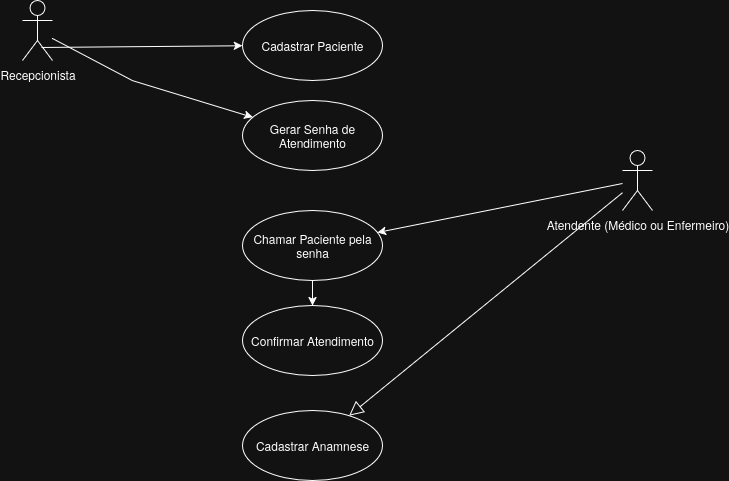 Recepcionista
Cadastrar Paciente
Gerar Senha de
Atendimento
Atendente (Médico ou Enfermeiro)
Chamar Paciente pela
senha
Confirmar Atendimento
Cadastrar Anamnese